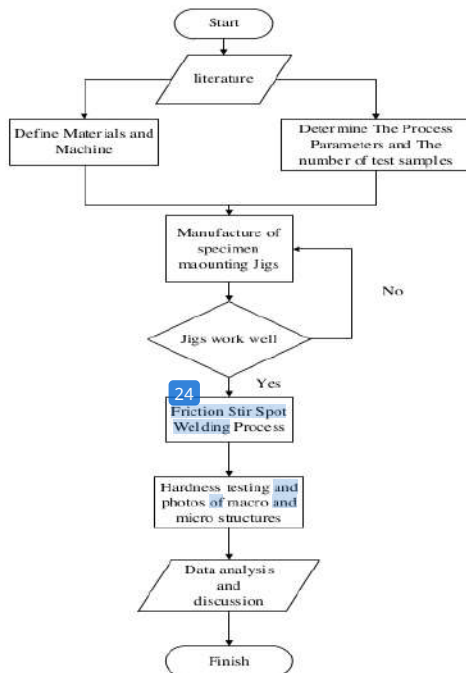 Start
literature
Define Materials and
Machine
Determine The Process
Parameters and The
number of test samples
Manufacture of
specimen
maounting Jigs
No
Jigs work well
Yes
24
Friction Stir Spot
Welding Process
Hardness testing and
photos of macro and
micro structures
Data analysis
and
discussion
Finish